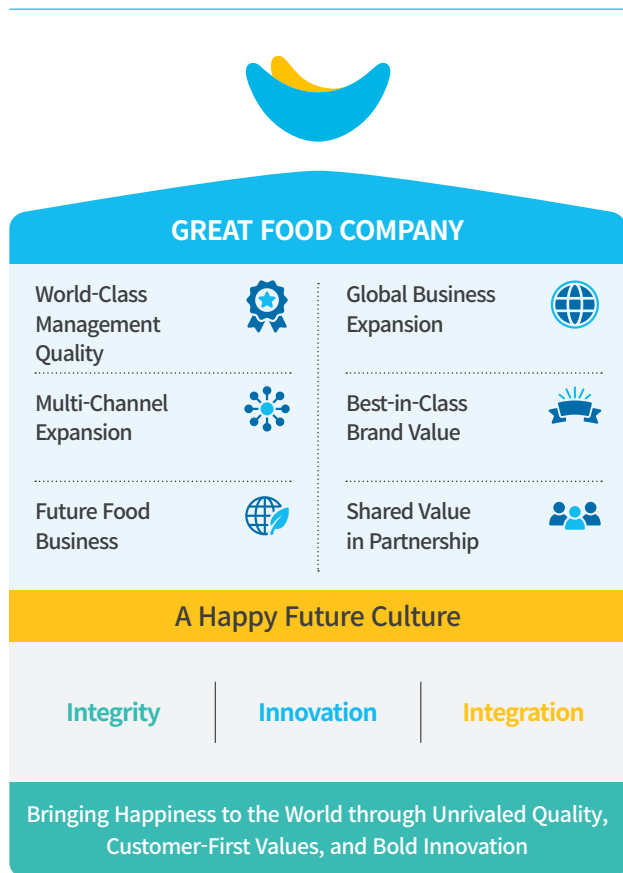 GREAT FOOD COMPANY
World-Class
Management
Quality
Global Business
Expansion
Multi-Channel
Expansion
Best-in-Class
Brand Value
Future Food
Business
Shared Value
in Partnership
A Happy Future Culture
Integrity
Innovation
Integration
Bringing Happiness to the World through Unrivaled Quality,
Customer-First Values, and Bold Innovation